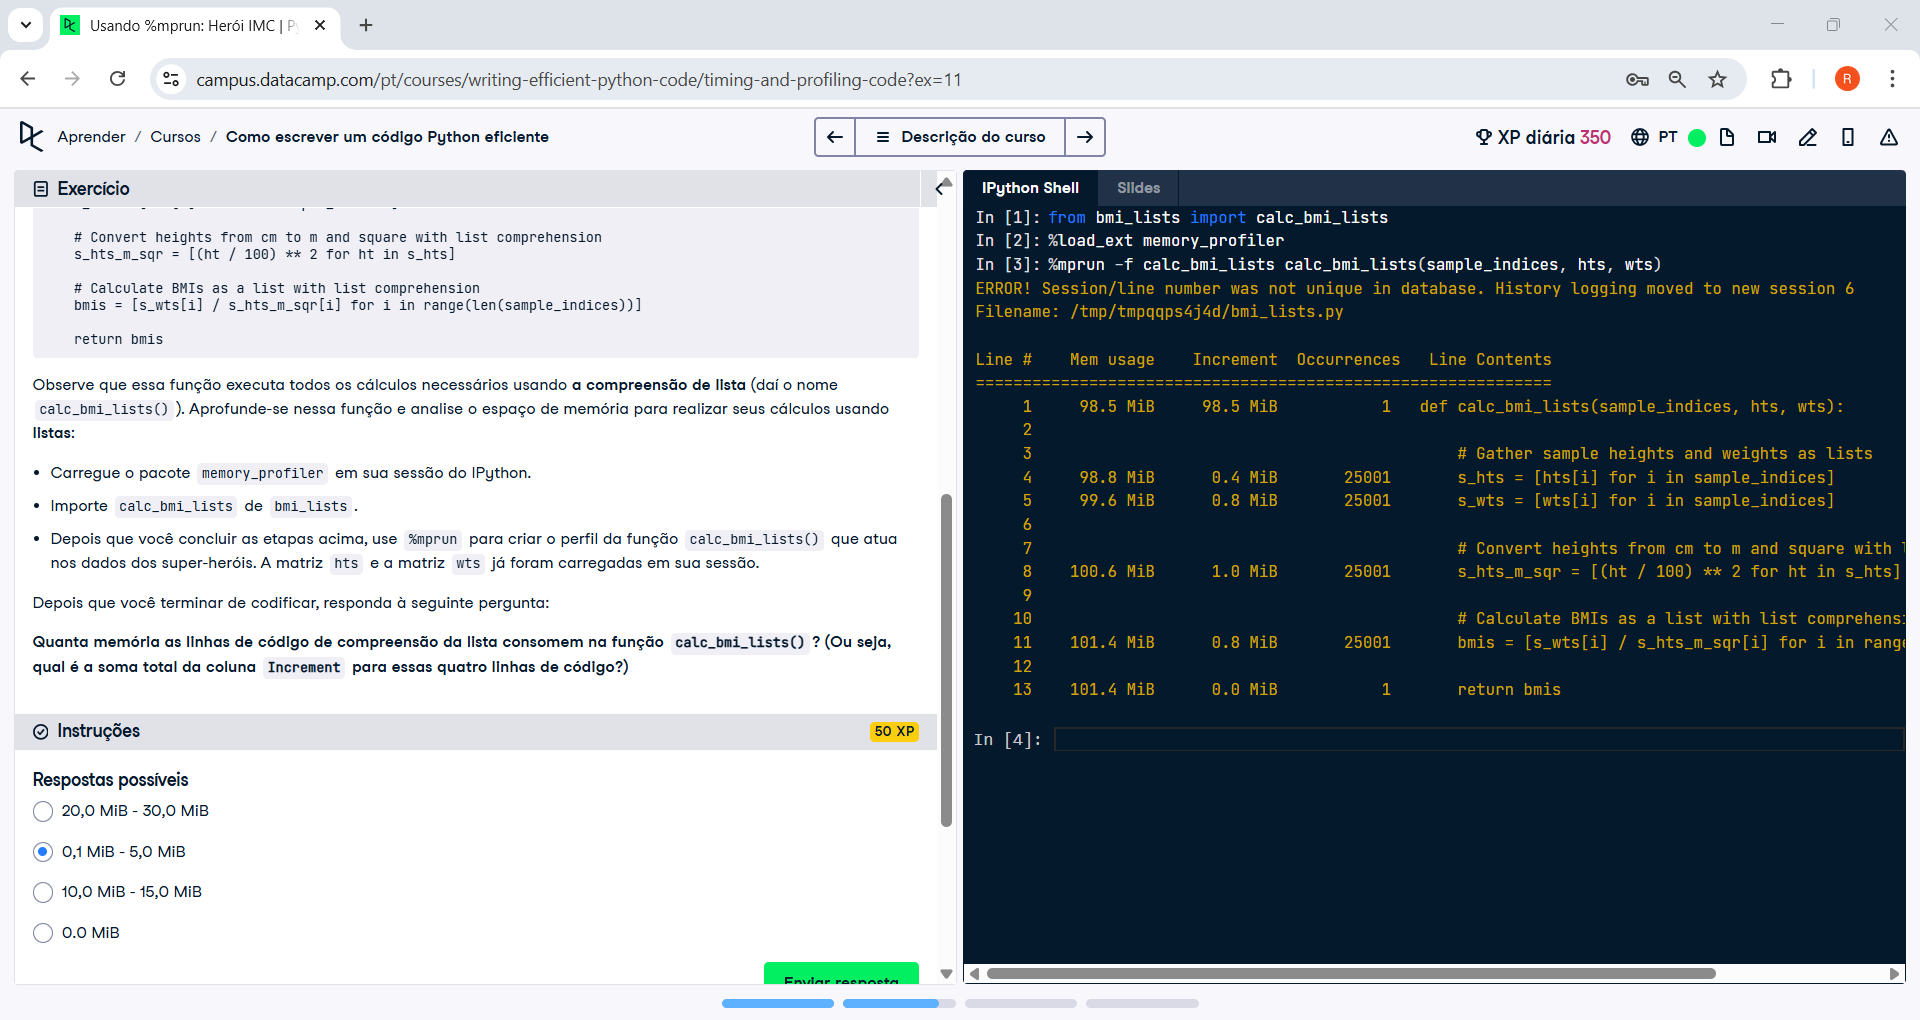 Usando %mprun: Herói IMC | Py
campus.datacamp.com/pt/courses/writing-efficient-python-code/timing-and-profiling-code?ex=11
R
Aprender / Cursos / Como escrever um código Python eficiente
Descrição do curso
XP diária 350
PT
Exercício
# Convert heights from cm to m and square with list comprehension
s_hts_m_sqr = [(ht / 100) ** 2 for ht in s_hts]
# Calculate BMIs as a list with list comprehension
bmis = [s_wts[i] / s_hts_m_sqr[i] for i in range(len(sample_indices))]
return bmis
Observe que essa função executa todos os cálculos necessários usando a compreensão de lista (daí o nome
calc_bmi_lists() ). Aprofunde-se nessa função e analise o espaço de memória para realizar seus cálculos usando
listas:
• Carregue o pacote memory_profiler em sua sessão do IPython.
• Importe calc_bmi_lists de bmi_lists .
• Depois que você concluir as etapas acima, use %mprun para criar o perfil da função calc_bmi_lists() que atua
nos dados dos super-heróis. A matriz hts e a matriz wts já foram carregadas em sua sessão.
Depois que você terminar de codificar, responda à seguinte pergunta:
Quanta memória as linhas de código de compreensão da lista consomem na função calc_bmi_lists() ? (Ou seja,
qual é a soma total da coluna Increment para essas quatro linhas de código?)
Instruções
50 XP
Respostas possíveis
20,0 MiB - 30,0 MiB
0,1 MiB - 5,0 MiB
10,0 MiB - 15,0 MiB
0.0 MiB
Enviar resposta
IPython Shell
Slides
In [1]: from bmi_lists import calc_bmi_lists
In [2]: %load_ext memory_profiler
In [3]: %mprun -f calc_bmi_lists calc_bmi_lists(sample_indices, hts, wts)
ERROR! Session/line number was not unique in database. History logging moved to new session 6
Filename: /tmp/tmpqqps4j4d/bmi_lists.py
Line # Mem usage Increment Occurrences Line Contents
=============================================================
1 98.5 MiB 98.5 MiB 1 def calc_bmi_lists(sample_indices, hts, wts):
2
3 # Gather sample heights and weights as lists
4 98.8 MiB 0.4 MiB 25001 s_hts = [hts[i] for i in sample_indices]
5 99.6 MiB 0.8 MiB 25001 s_wts = [wts[i] for i in sample_indices]
6
7 # Convert heights from cm to m and square with l
8 100.6 MiB 1.0 MiB 25001 s_hts_m_sqr = [(ht / 100) ** 2 for ht in s_hts]
9
10 # Calculate BMIs as a list with list comprehensi
11 101.4 MiB 0.8 MiB 25001 bmis = [s_wts[i] / s_hts_m_sqr[i] for i in range
12
13 101.4 MiB 0.0 MiB 1 return bmis
In [4]: